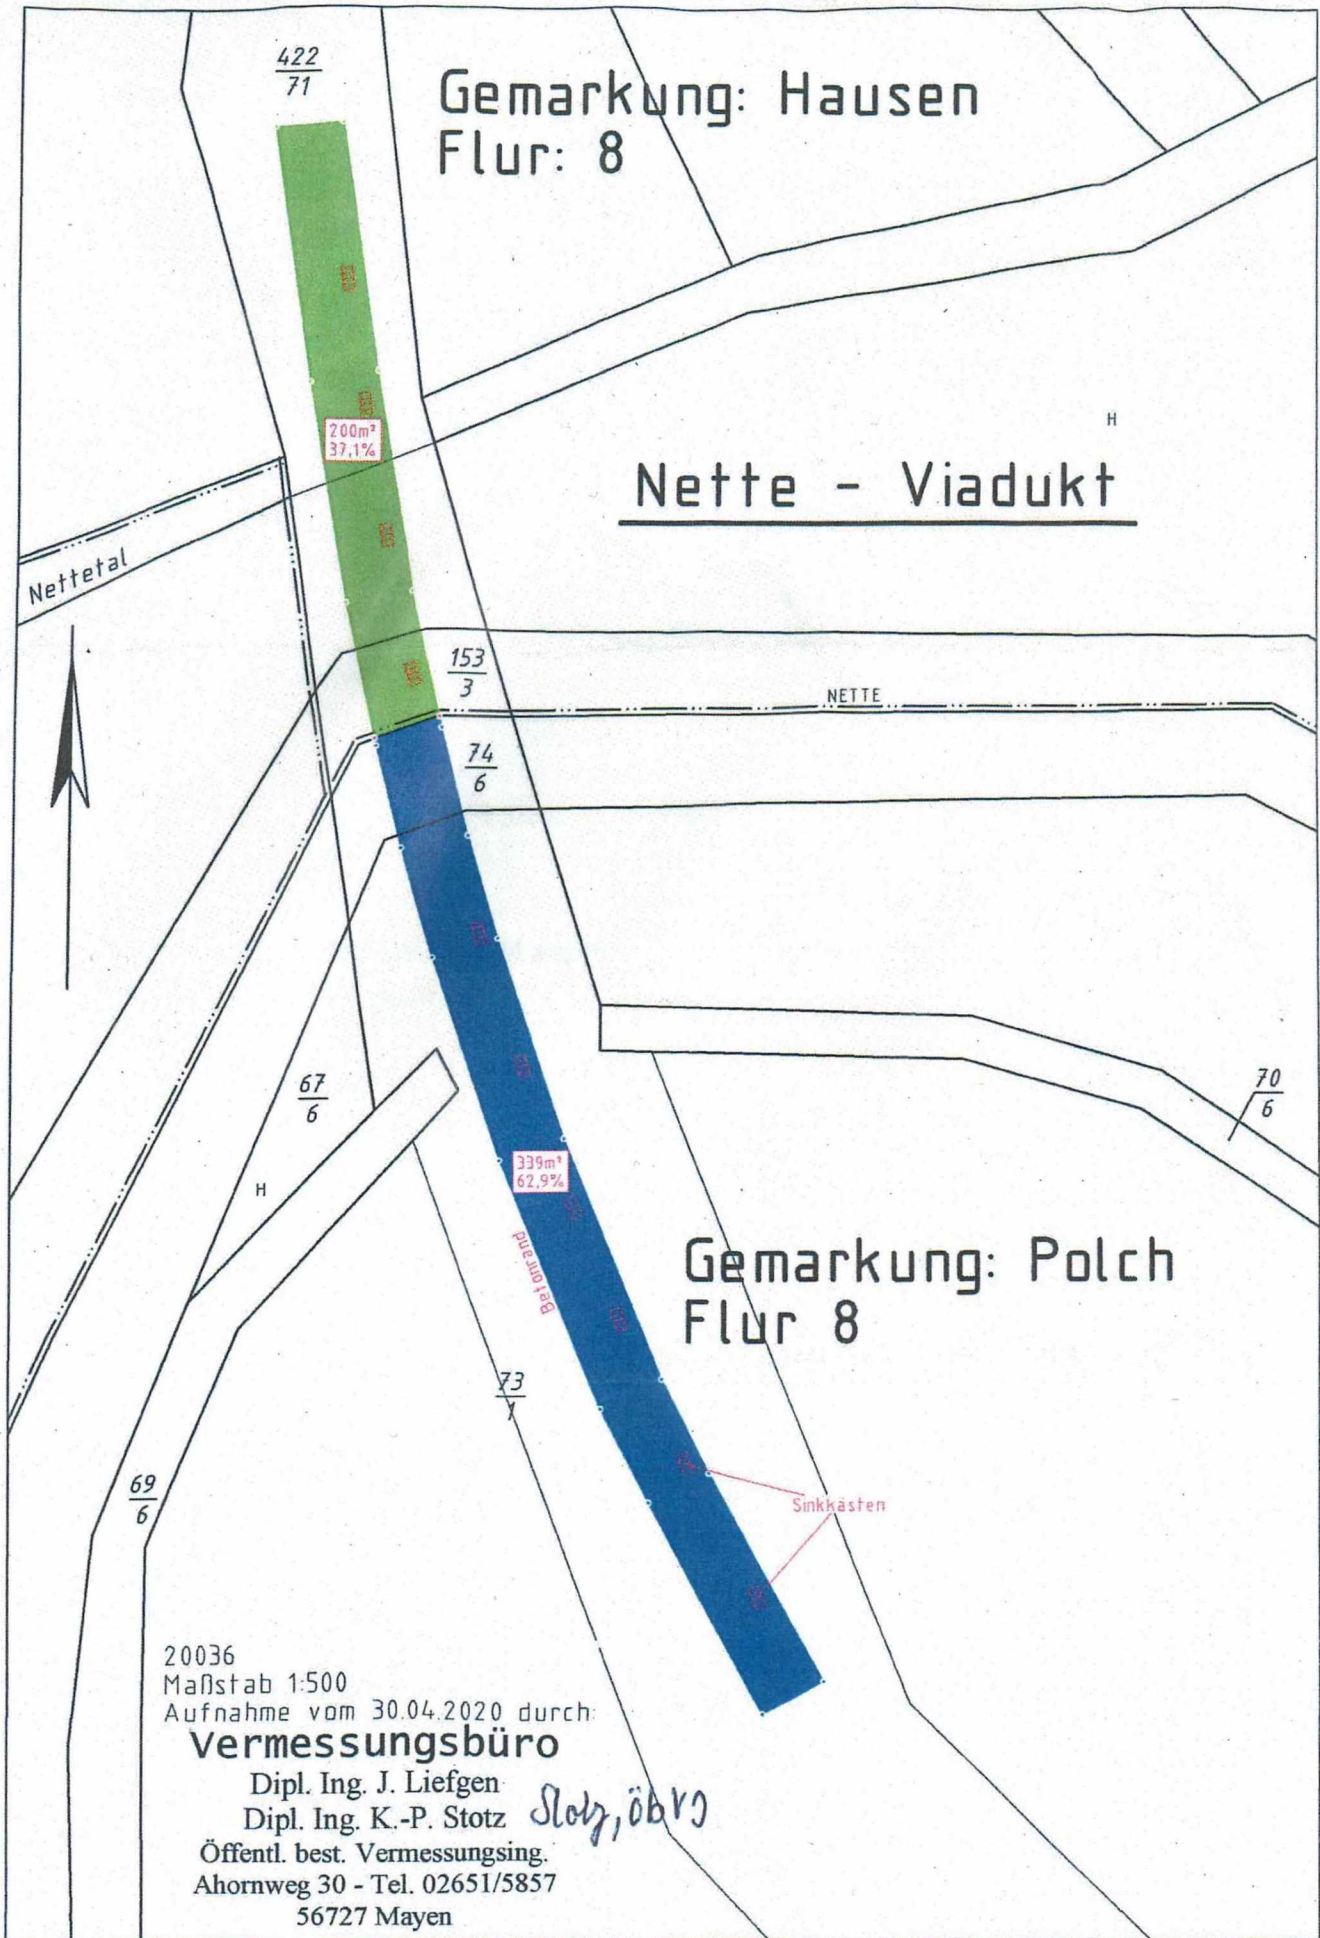 422
71
Gemarkung: Hausen
Flur: 8
200m²
37,1%
H
Nette - Viadukt
Nettetal
153
3
NETTE
74
6
67
6
70
6
H
339m²
62,9%
Betonrand
Gemarkung: Polch
Flur 8
73
1
69
6
Sinkkästen
20036
Maßstab 1:500
Aufnahme vom 30.04.2020 durch:
Vermessungsbüro
Dipl. Ing. J. Liefgen
Dipl. Ing. K.-P. Stotz Stotz, öbVI
Öffentl. best. Vermessungsing.
Ahornweg 30 - Tel. 02651/5857
56727 Mayen